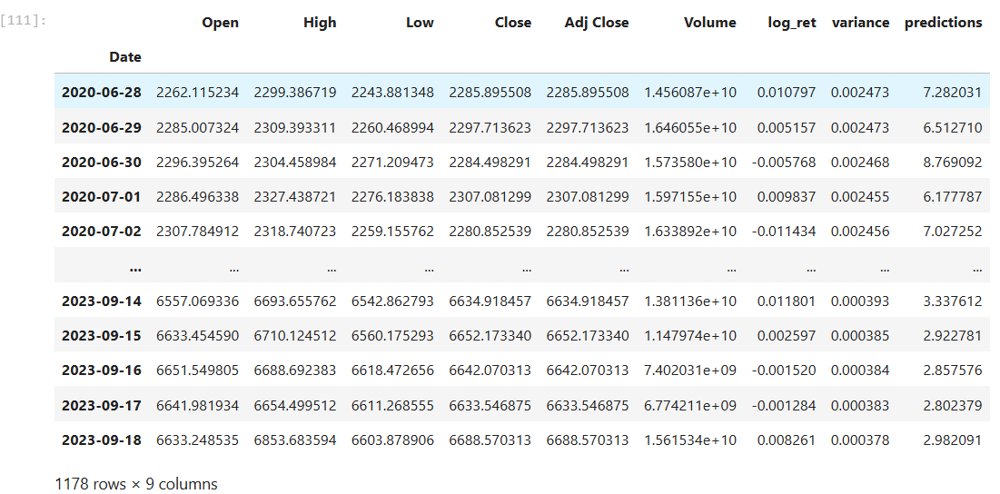 [111]:
Open High Low Close Adj Close Volume log_ret variance predictions
Date
2020-06-28 2262.115234 2299.386719 2243.881348 2285.895508 2285.895508 1.456087e+10 0.010797 0.002473 7.282031
2020-06-29 2285.007324 2309.393311 2260.468994 2297.713623 2297.713623 1.646055e+10 0.005157 0.002473 6.512710
2020-06-30 2296.395264 2304.458984 2271.209473 2284.498291 2284.498291 1.573580e+10 -0.005768 0.002468 8.769092
2020-07-01 2286.496338 2327.438721 2276.183838 2307.081299 2307.081299 1.597155e+10 0.009837 0.002455 6.177787
2020-07-02 2307.784912 2318.740723 2259.155762 2280.852539 2280.852539 1.633892e+10 -0.011434 0.002456 7.027252
... ... ... ... ... ... ... ... ... ...
2023-09-14 6557.069336 6693.655762 6542.862793 6634.918457 6634.918457 1.381136e+10 0.011801 0.000393 3.337612
2023-09-15 6633.454590 6710.124512 6560.175293 6652.173340 6652.173340 1.147974e+10 0.002597 0.000385 2.922781
2023-09-16 6651.549805 6688.692383 6618.472656 6642.070313 6642.070313 7.402031e+09 -0.001520 0.000384 2.857576
2023-09-17 6641.981934 6654.499512 6611.268555 6633.546875 6633.546875 6.774211e+09 -0.001284 0.000383 2.802379
2023-09-18 6633.248535 6853.683594 6603.878906 6688.570313 6688.570313 1.561534e+10 0.008261 0.000378 2.982091
1178 rows × 9 columns